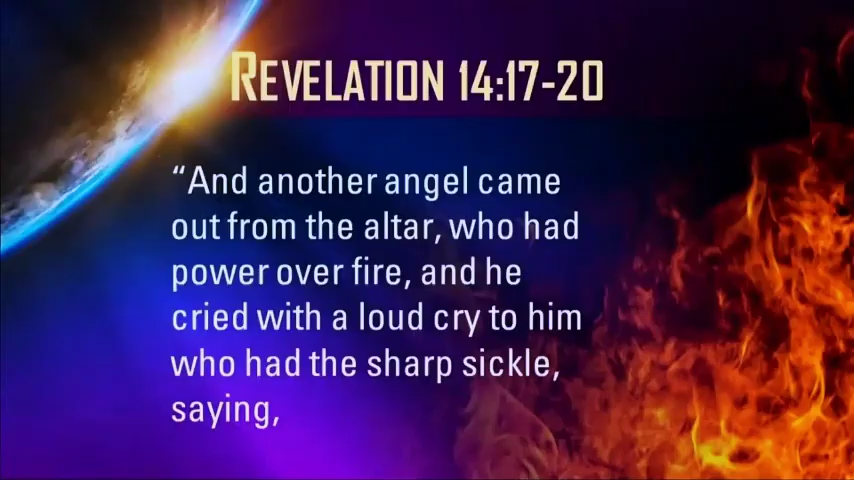 REVELATION 14:17-20
“And another angel came
out from the altar, who had
power over fire, and he
cried with a loud cry to him
who had the sharp sickle,
saying,